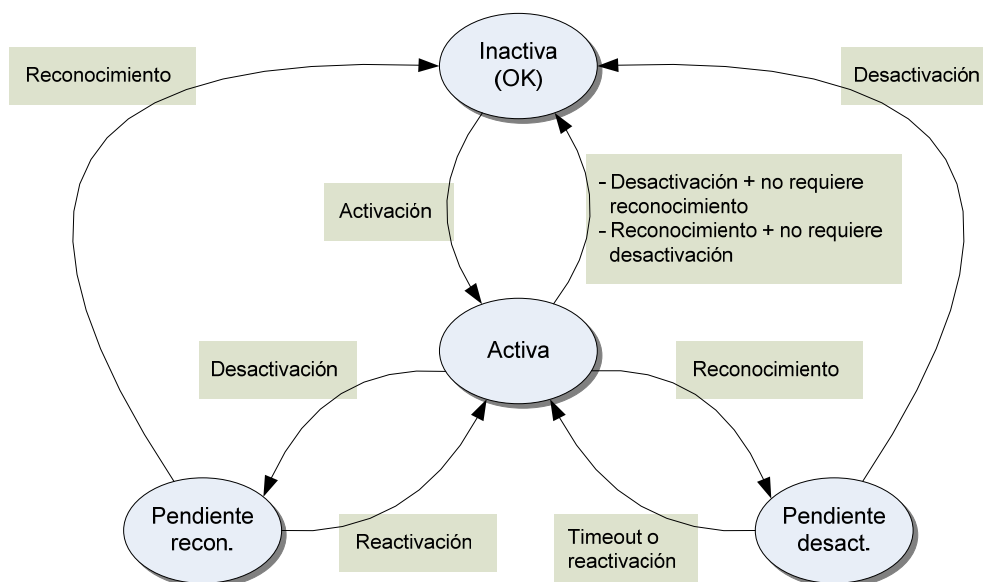 Inactiva
(OK)
Reconocimiento
Desactivación
Activación
- Desactivación + no requiere
reconocimiento
- Reconocimiento + no requiere
desactivación
Activa
Desactivación
Reconocimiento
Pendiente
recon.
Reactivación
Timeout o
reactivación
Pendiente
desact.